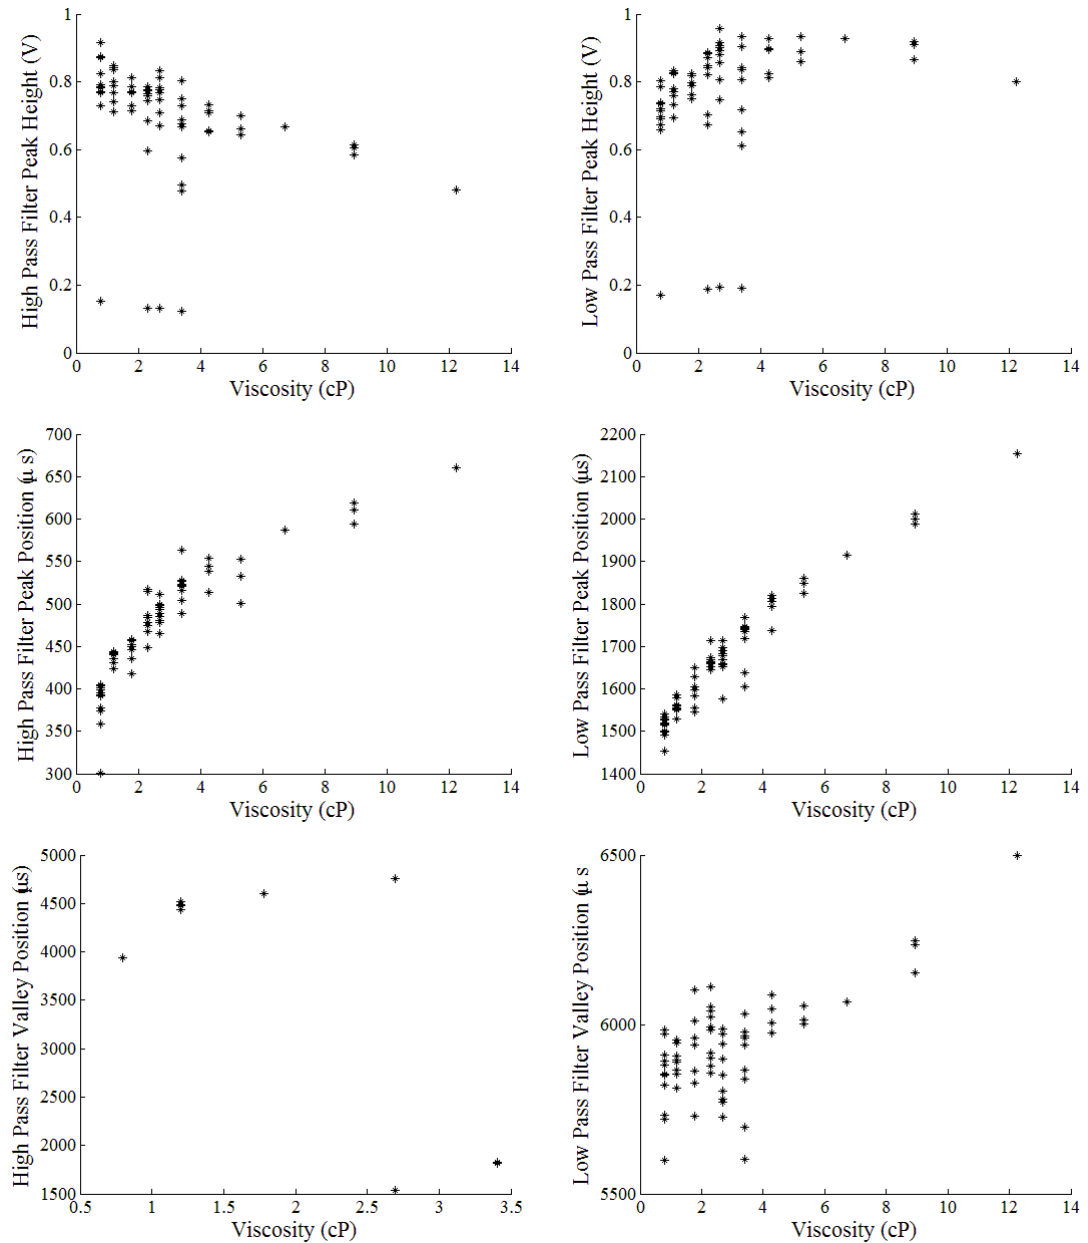 High Pass Filter Peak Height (V)
1
0.8
0.6
0.4
0.2
0
0 2 4 6 8 10 12 14
Viscosity (cP)
Low Pass Filter Peak Height (V)
1
0.8
0.6
0.4
0.2
0
0 2 4 6 8 10 12 14
Viscosity (cP)
High Pass Filter Peak Position (μ s)
700
650
600
550
500
450
400
350
300
0 2 4 6 8 10 12 14
Viscosity (cP)
Low Pass Filter Peak Position (μs)
2200
2100
2000
1900
1800
1700
1600
1500
1400
0 2 4 6 8 10 12 14
Viscosity (cP)
High Pass Filter Valley Position (μs)
5000
4500
4000
3500
3000
2500
2000
1500
0.5 1 1.5 2 2.5 3 3.5
Viscosity (cP)
Low Pass Filter Valley Position (μ s
6500
6000
5500
0 2 4 6 8 10 12 14
Viscosity (cP)